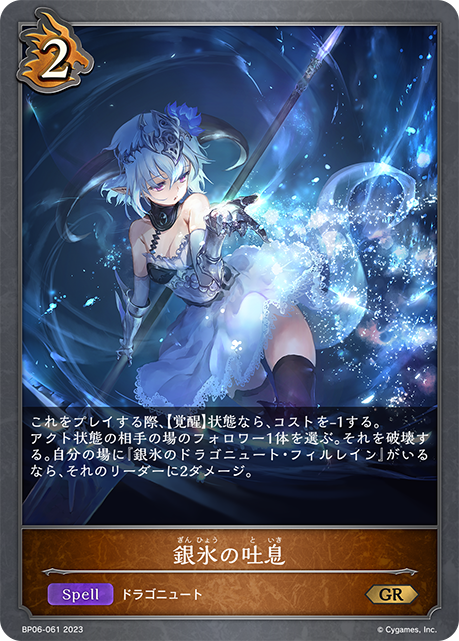 2
これをプレイする際、【覚醒】状態なら、コストを-1する。
アクト状態の相手の場のフォロワー1体を選ぶ。それを破壊す
る。自分の場に『銀氷のドラゴニュート・フィルレイン』がいる
なら、それのリーダーに2ダメージ。
ぎん ひょう と いき
銀氷の吐息
Spell ドラゴニュート GR
BP06-061 2023 © Cygames, Inc.